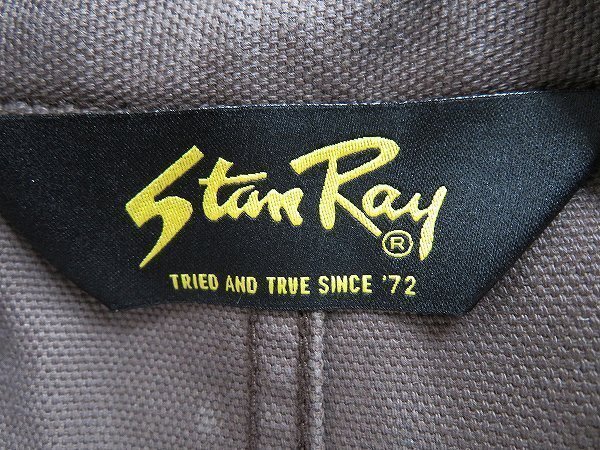 Stan Ray ®
TRIED AND TRUE SINCE '72